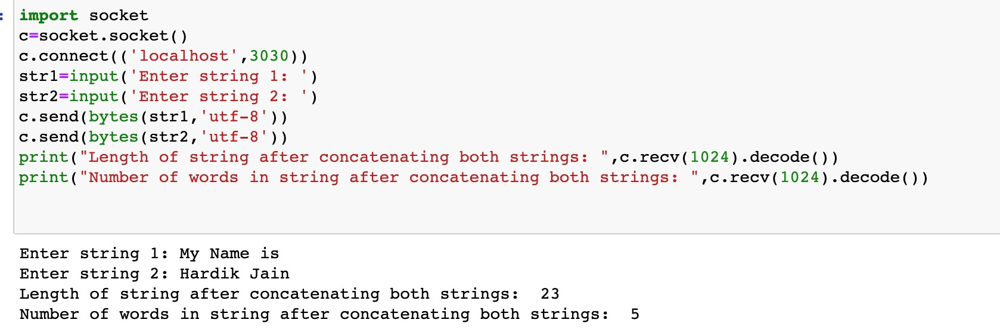 : import socket
c=socket.socket()
c.connect(('localhost',3030))
str1=input('Enter string 1: ')
str2=input('Enter string 2: ')
c.send(bytes(str1,'utf-8'))
c.send(bytes(str2,'utf-8'))
print("Length of string after concatenating both strings: ",c.recv(1024).decode())
print("Number of words in string after concatenating both strings: ",c.recv(1024).decode())
Enter string 1: My Name is
Enter string 2: Hardik Jain
Length of string after concatenating both strings:  23
Number of words in string after concatenating both strings:  5